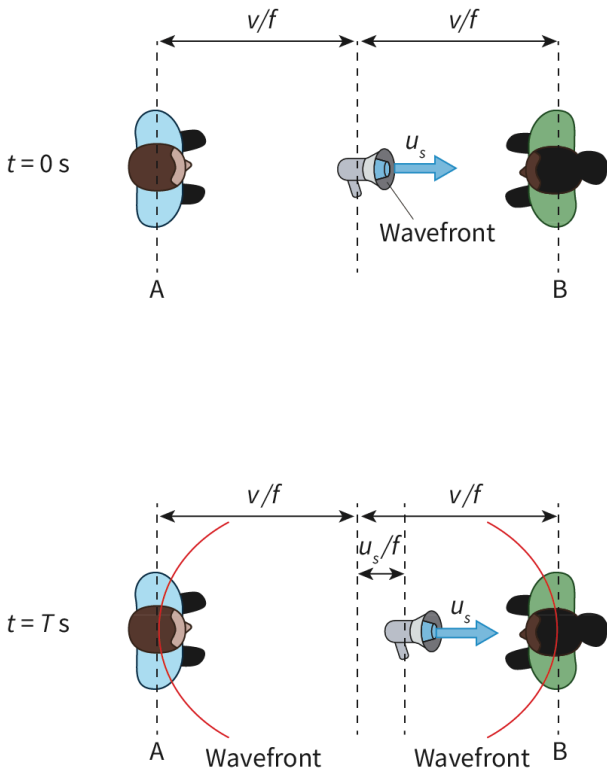 v/f v/f
t = 0 s
u_s
Wavefront
A B
v/f v/f
u_s/f
t = T s
u_s
A Wavefront Wavefront B